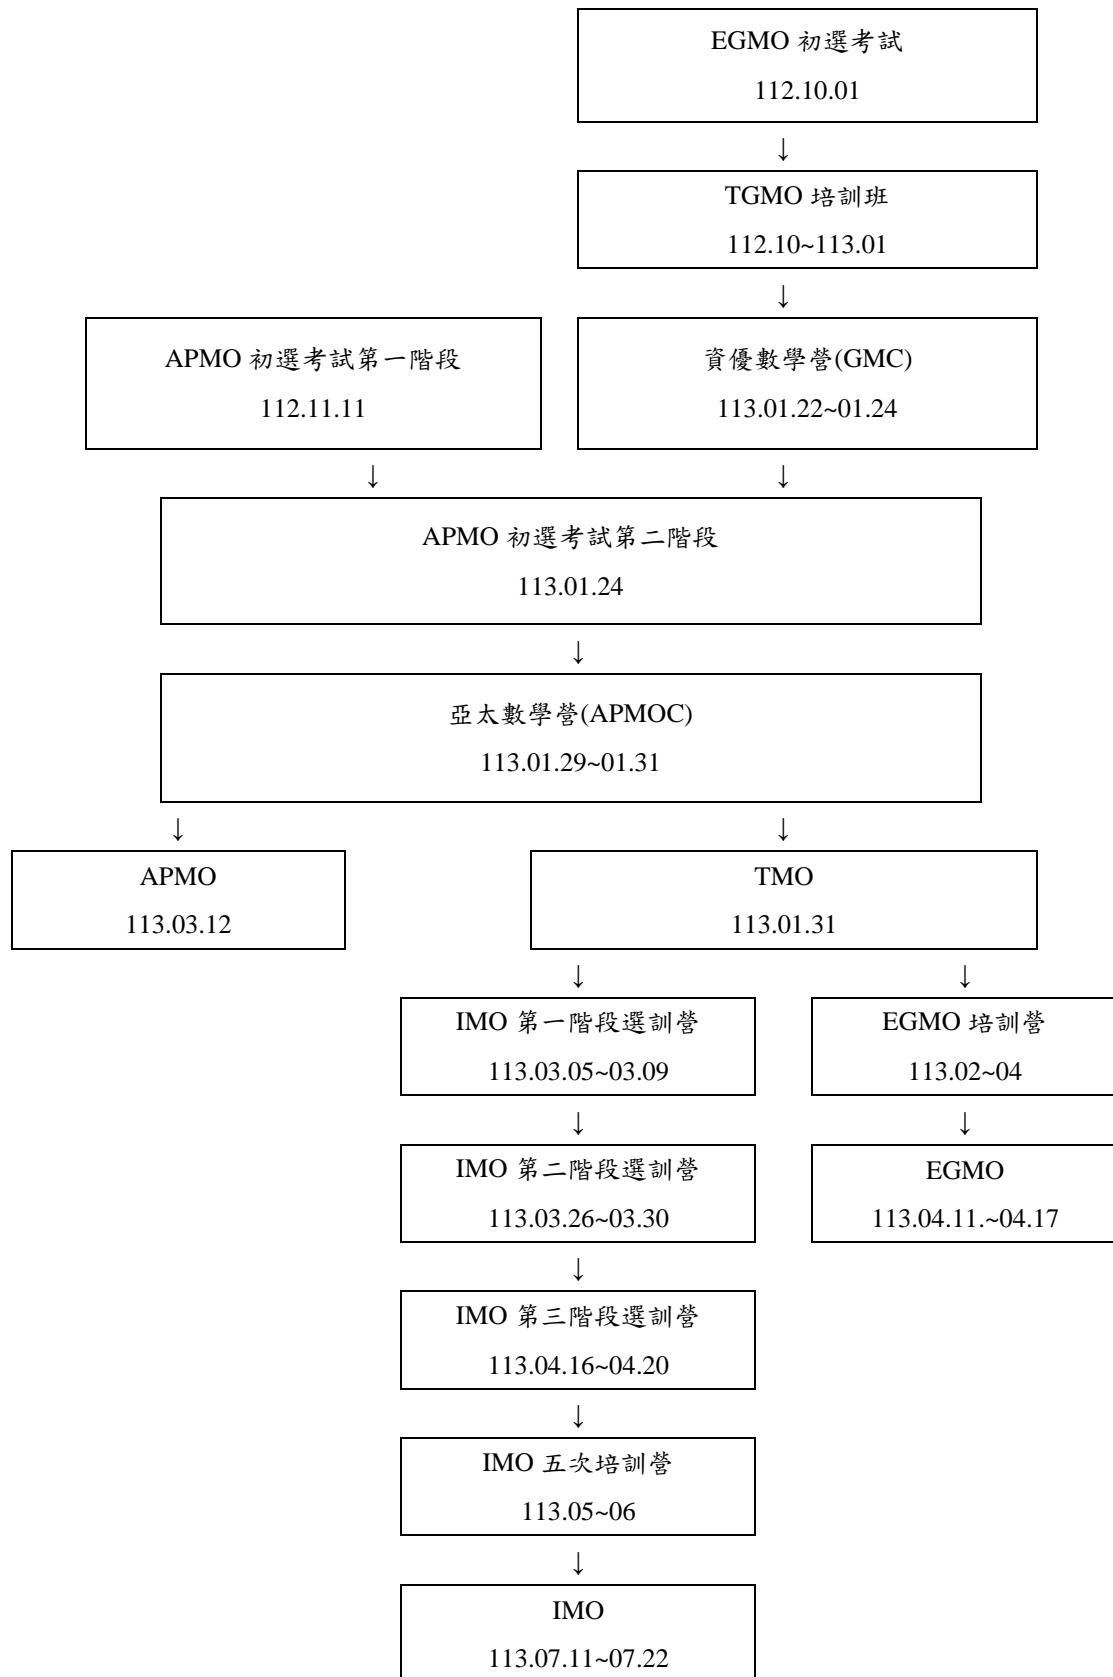 EGMO 初選考試
112.10.01
↓
TGMO 培訓班
112.10~113.01
↓
APMO 初選考試第一階段
112.11.11
資優數學營(GMC)
113.01.22~01.24
↓ ↓
APMO 初選考試第二階段
113.01.24
↓
亞太數學營(APMOC)
113.01.29~01.31
↓ ↓
APMO
113.03.12
TMO
113.01.31
↓ ↓
IMO 第一階段選訓營
113.03.05~03.09
EGMO 培訓營
113.02~04
↓ ↓
IMO 第二階段選訓營
113.03.26~03.30
EGMO
113.04.11.~04.17
↓
IMO 第三階段選訓營
113.04.16~04.20
↓
IMO 五次培訓營
113.05~06
↓
IMO
113.07.11~07.22